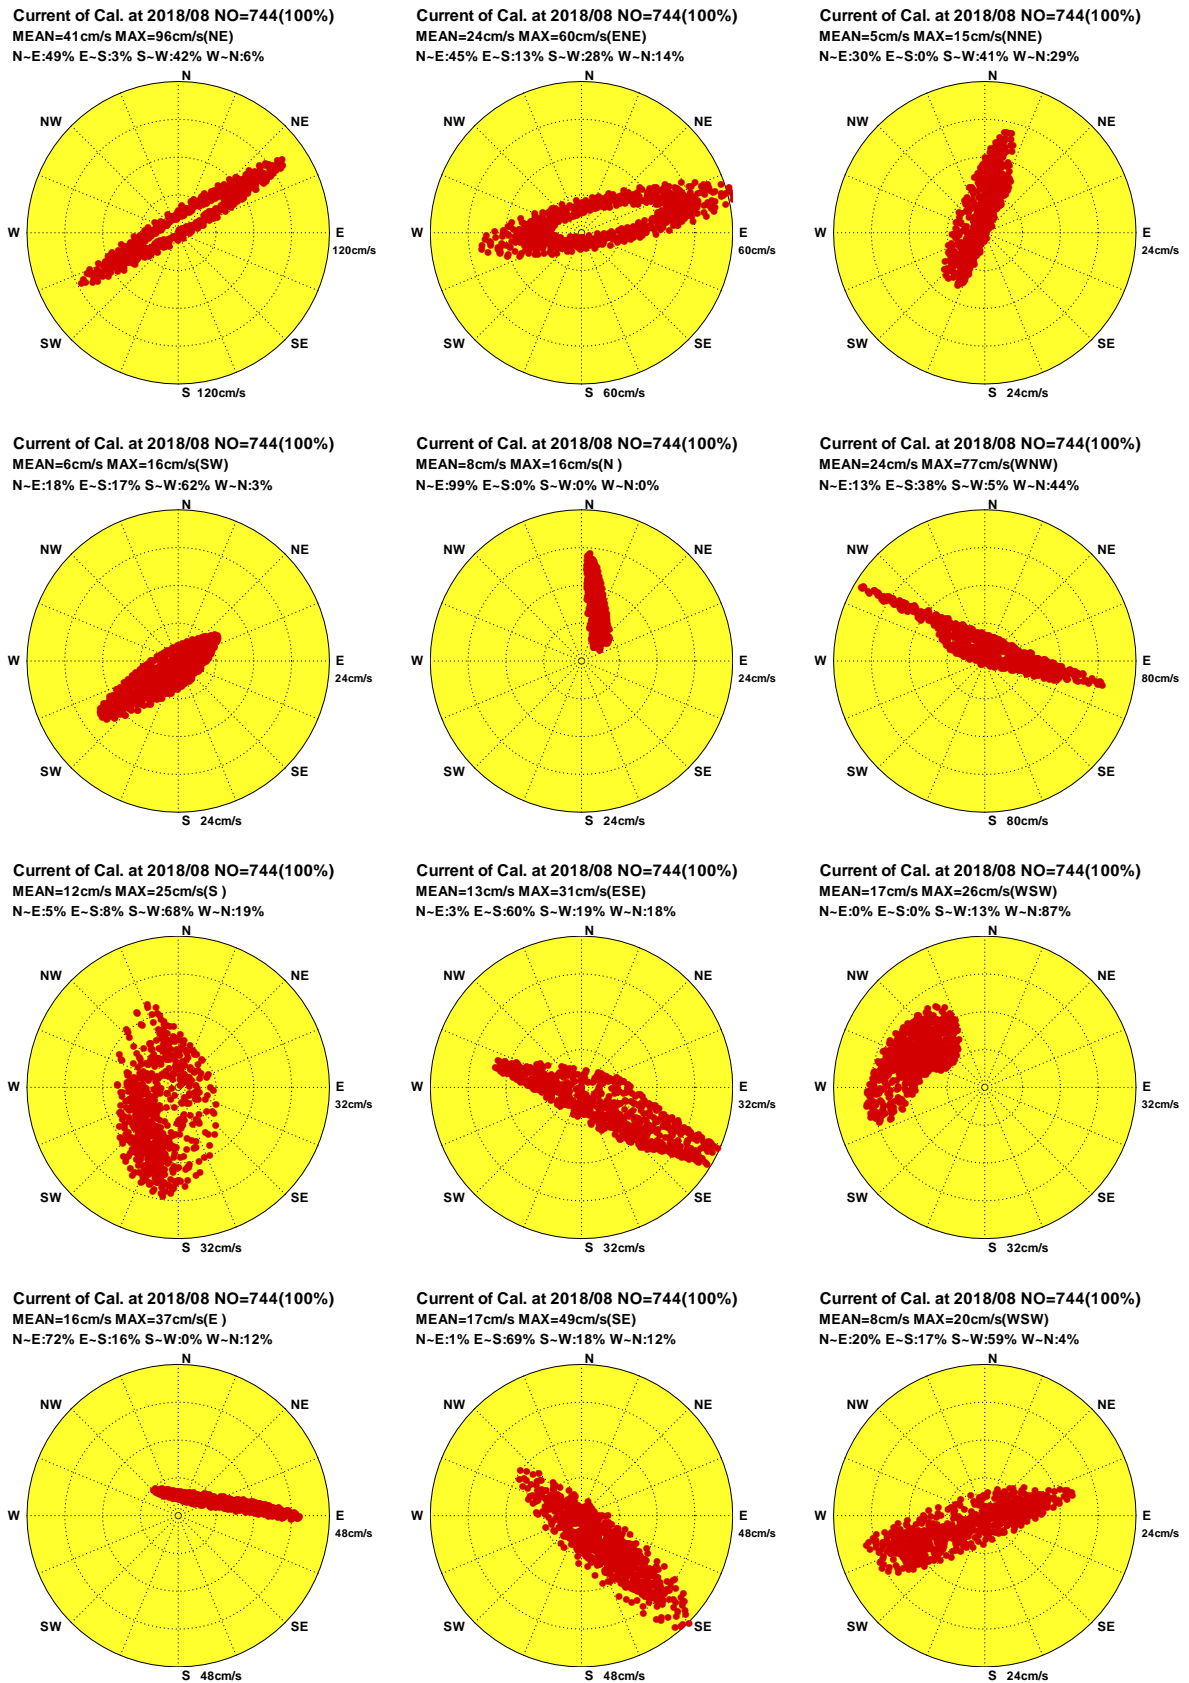 Current of Cal. at 2018/08 NO=744(100%)
MEAN=41cm/s MAX=96cm/s(NE)
N~E:49% E~S:3% S~W:42% W~N:6%
N
NW
NE
W
E
120cm/s
SW
SE
S 120cm/s
Current of Cal. at 2018/08 NO=744(100%)
MEAN=24cm/s MAX=60cm/s(ENE)
N~E:45% E~S:13% S~W:28% W~N:14%
N
NW
NE
W
E
60cm/s
SW
SE
S 60cm/s
Current of Cal. at 2018/08 NO=744(100%)
MEAN=5cm/s MAX=15cm/s(NNE)
N~E:30% E~S:0% S~W:41% W~N:29%
N
NW
NE
W
E
24cm/s
SW
SE
S 24cm/s
Current of Cal. at 2018/08 NO=744(100%)
MEAN=6cm/s MAX=16cm/s(SW)
N~E:18% E~S:17% S~W:62% W~N:3%
N
NW
NE
W
E
24cm/s
SW
SE
S 24cm/s
Current of Cal. at 2018/08 NO=744(100%)
MEAN=8cm/s MAX=16cm/s(N )
N~E:99% E~S:0% S~W:0% W~N:0%
N
NW
NE
W
E
24cm/s
SW
SE
S 24cm/s
Current of Cal. at 2018/08 NO=744(100%)
MEAN=24cm/s MAX=77cm/s(WNW)
N~E:13% E~S:38% S~W:5% W~N:44%
N
NW
NE
W
E
80cm/s
SW
SE
S 80cm/s
Current of Cal. at 2018/08 NO=744(100%)
MEAN=12cm/s MAX=25cm/s(S )
N~E:5% E~S:8% S~W:68% W~N:19%
N
NW
NE
W
E
32cm/s
SW
SE
S 32cm/s
Current of Cal. at 2018/08 NO=744(100%)
MEAN=13cm/s MAX=31cm/s(ESE)
N~E:3% E~S:60% S~W:19% W~N:18%
N
NW
NE
W
E
32cm/s
SW
SE
S 32cm/s
Current of Cal. at 2018/08 NO=744(100%)
MEAN=17cm/s MAX=26cm/s(WSW)
N~E:0% E~S:0% S~W:13% W~N:87%
N
NW
NE
W
E
32cm/s
SW
SE
S 32cm/s
Current of Cal. at 2018/08 NO=744(100%)
MEAN=16cm/s MAX=37cm/s(E )
N~E:72% E~S:16% S~W:0% W~N:12%
N
NW
NE
W
E
48cm/s
SW
SE
S 48cm/s
Current of Cal. at 2018/08 NO=744(100%)
MEAN=17cm/s MAX=49cm/s(SE)
N~E:1% E~S:69% S~W:18% W~N:12%
N
NW
NE
W
E
48cm/s
SW
SE
S 48cm/s
Current of Cal. at 2018/08 NO=744(100%)
MEAN=8cm/s MAX=20cm/s(WSW)
N~E:20% E~S:17% S~W:59% W~N:4%
N
NW
NE
W
E
24cm/s
SW
SE
S 24cm/s